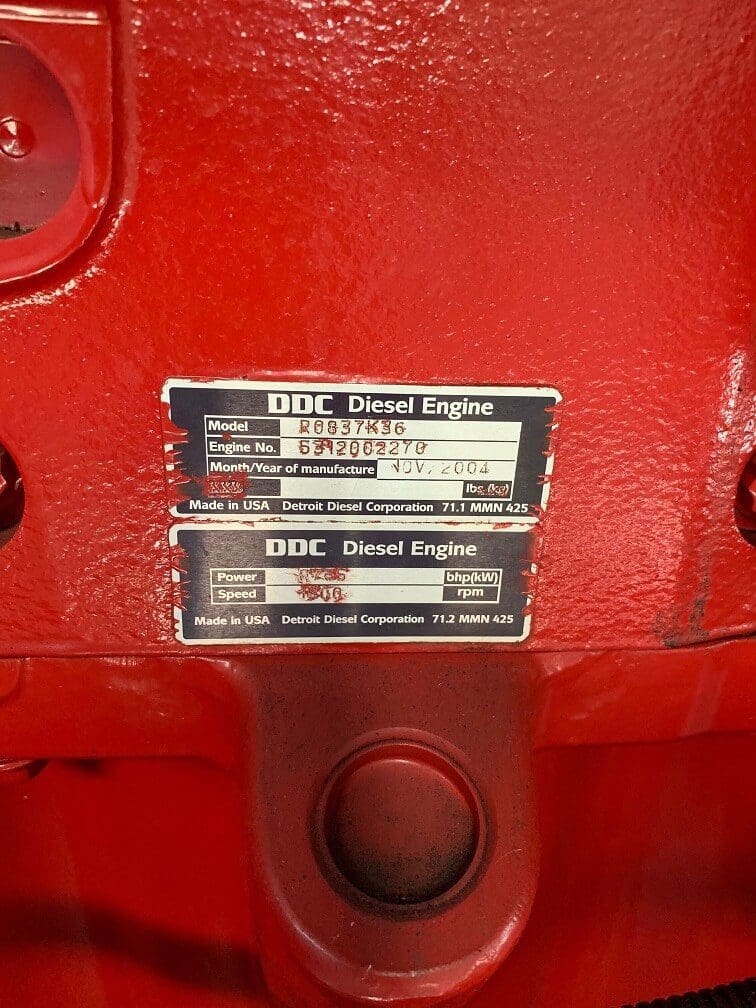 DDC Diesel Engine
Model R0837K36
Engine No. 5312002270
Month/Year of manufacture NOV/2004
lbs.(kg)
Made in USA Detroit Diesel Corporation 71.1 MMN 425
DDC Diesel Engine
Power bhp(kW)
Speed rpm
Made in USA Detroit Diesel Corporation 71.2 MMN 425